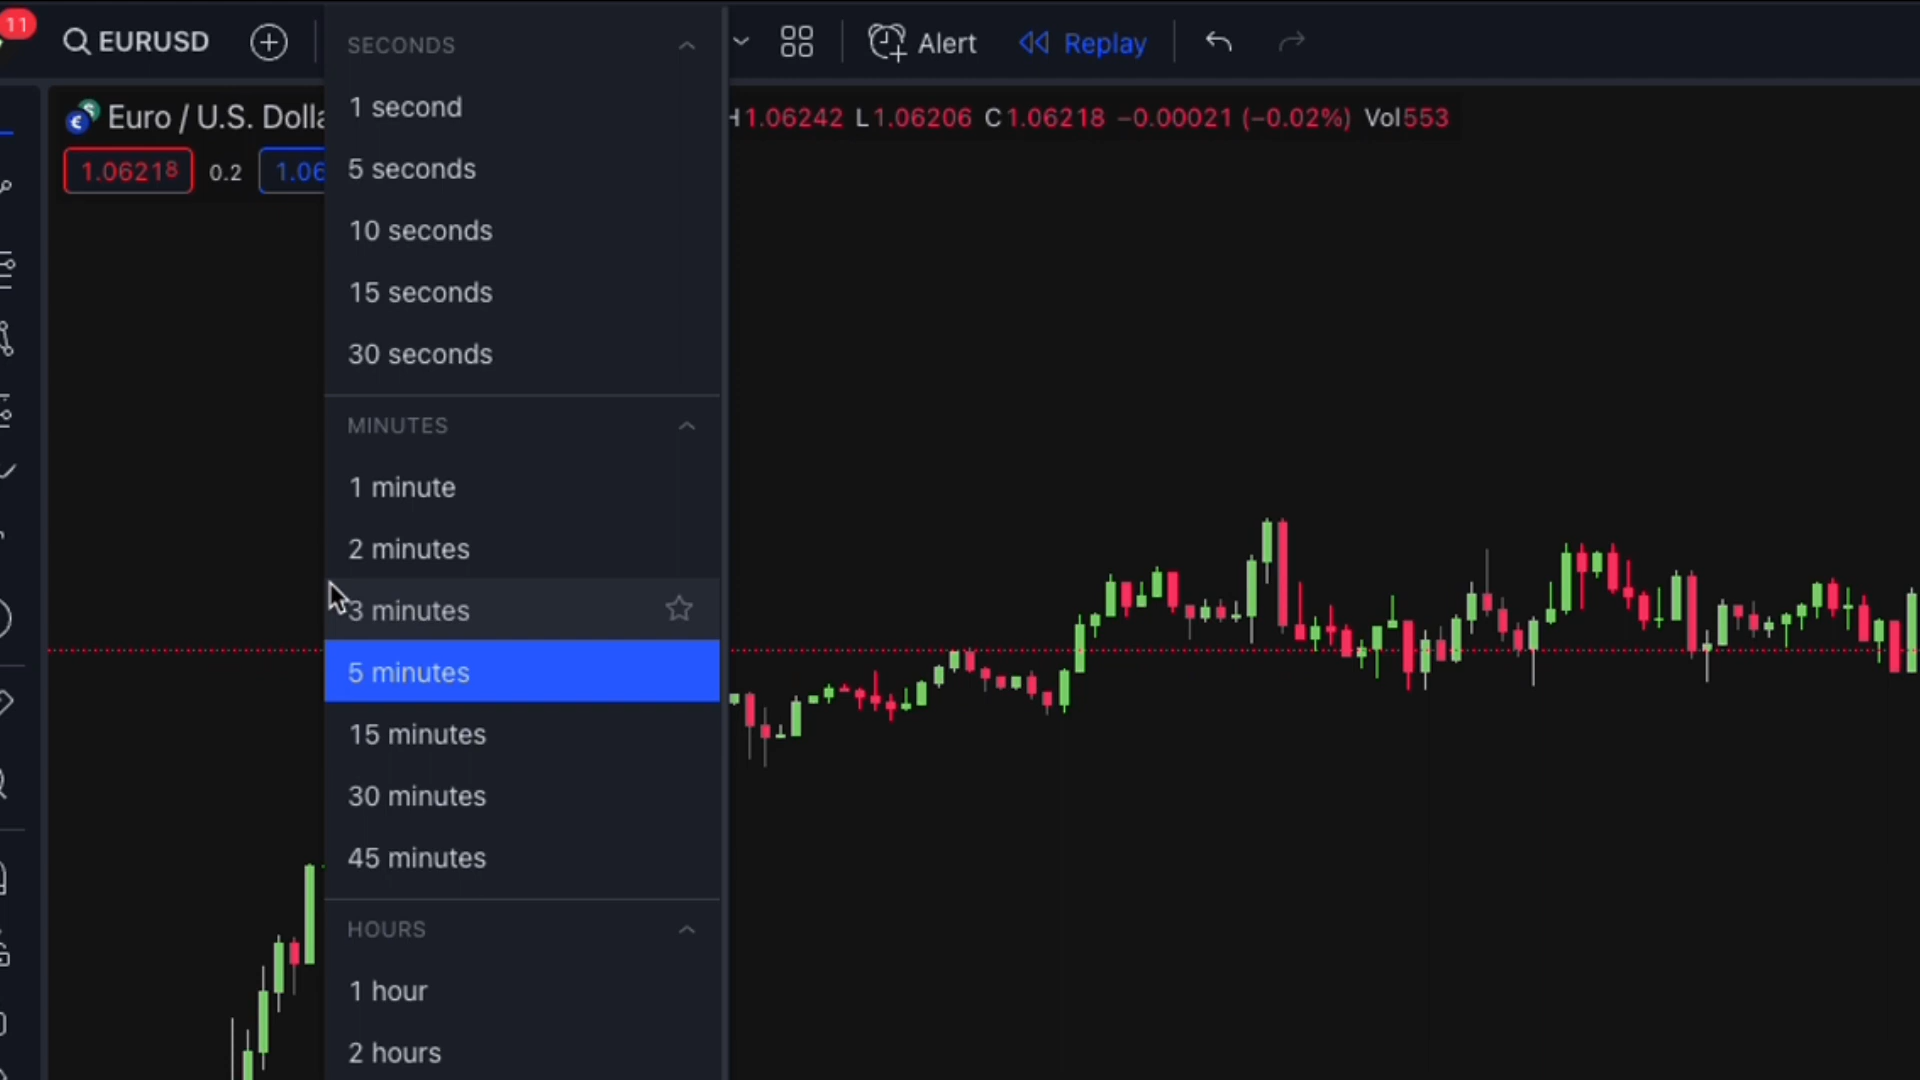 11
EURUSD
Alert
Replay
Euro / U.S. Dolla
H1.06242 L1.06206 C1.06218 −0.00021 (−0.02%) Vol553
1.06218
0.2
1.06
SECONDS
1 second
5 seconds
10 seconds
15 seconds
30 seconds
MINUTES
1 minute
2 minutes
3 minutes
5 minutes
15 minutes
30 minutes
45 minutes
HOURS
1 hour
2 hours